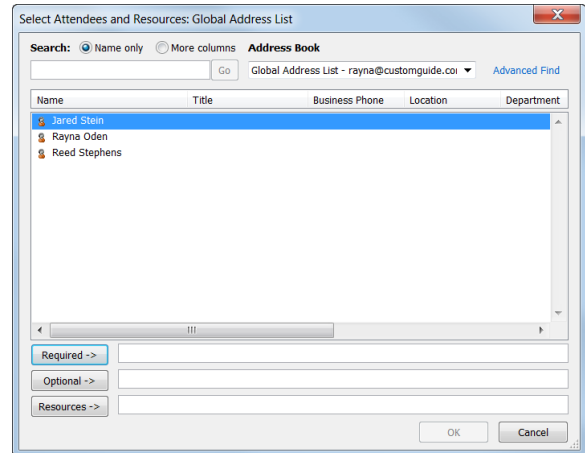 Select Attendees and Resources: Global Address List
Search: Name only More columns Address Book
Go Global Address List - rayna@customguide.coı Advanced Find
Name Title Business Phone Location Department
Jared Stein
Rayna Oden
Reed Stephens
Required ->
Optional ->
Resources ->
OK Cancel